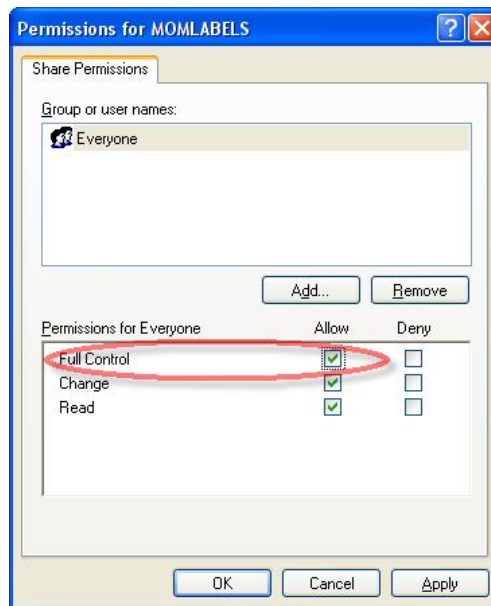 Permissions for MOMLABELS
Share Permissions
Group or user names:
Everyone
Add... Remove
Permissions for Everyone Allow Deny
Full Control
Change
Read
OK Cancel Apply